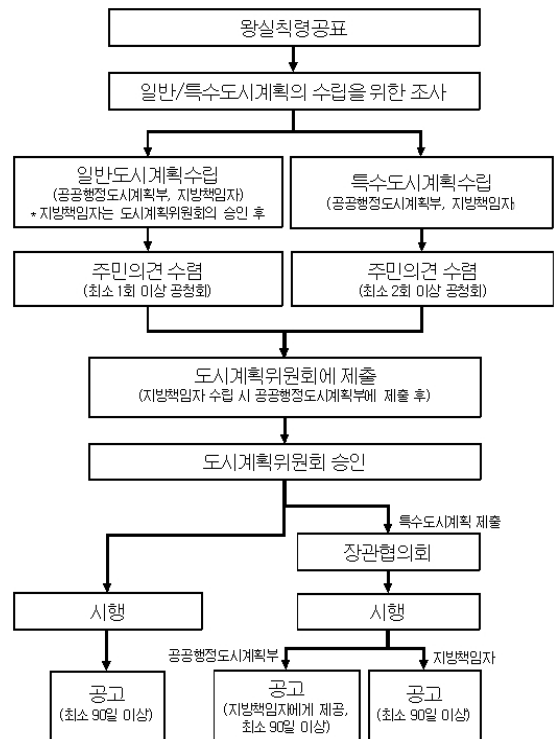 왕실칙령공표
일반/특수도시계획의 수립을 위한 조사
일반도시계획수립
(공공행정도시계획부, 지방책임자)
* 지방책임자는 도시계획위원회의 승인 후
특수도시계획수립
(공공행정도시계획부, 지방책임자
주민의견 수렴
(최소 1회 이상 공청회)
주민의견 수렴
(최소 2회 이상 공청회)
도시계획위원회에 제출
(지방책임자 수립 시 공공행정도시계획부에 제출 후)
도시계획위원회 승인
특수도시계획 제출
장관협의회
시행
시행
공공행정도시계획부
지방책임자
공고
(최소 90일 이상)
공고
(지방책임자에게 제공,
최소 90일 이상)
공고
(최소 90일 이상)